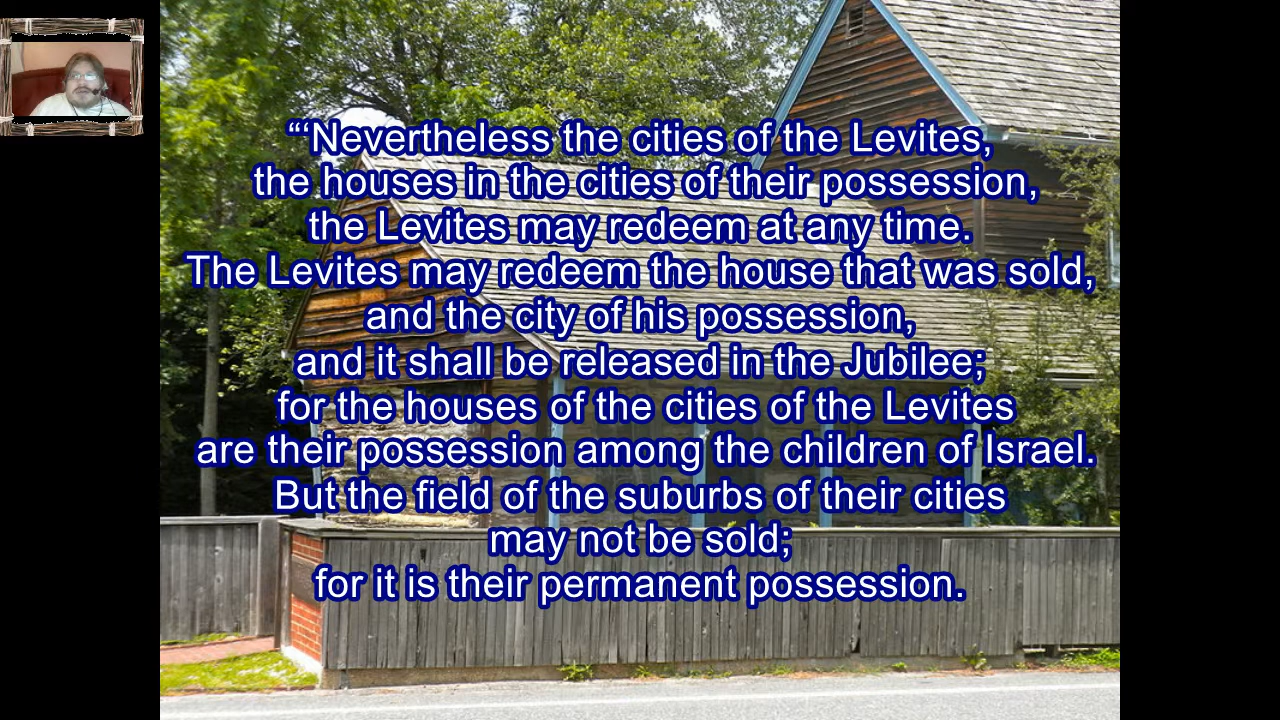 “‘Nevertheless the cities of the Levites,
the houses in the cities of their possession,
the Levites may redeem at any time.
The Levites may redeem the house that was sold,
and the city of his possession,
and it shall be released in the Jubilee;
for the houses of the cities of the Levites
are their possession among the children of Israel.
But the field of the suburbs of their cities
may not be sold;
for it is their permanent possession.